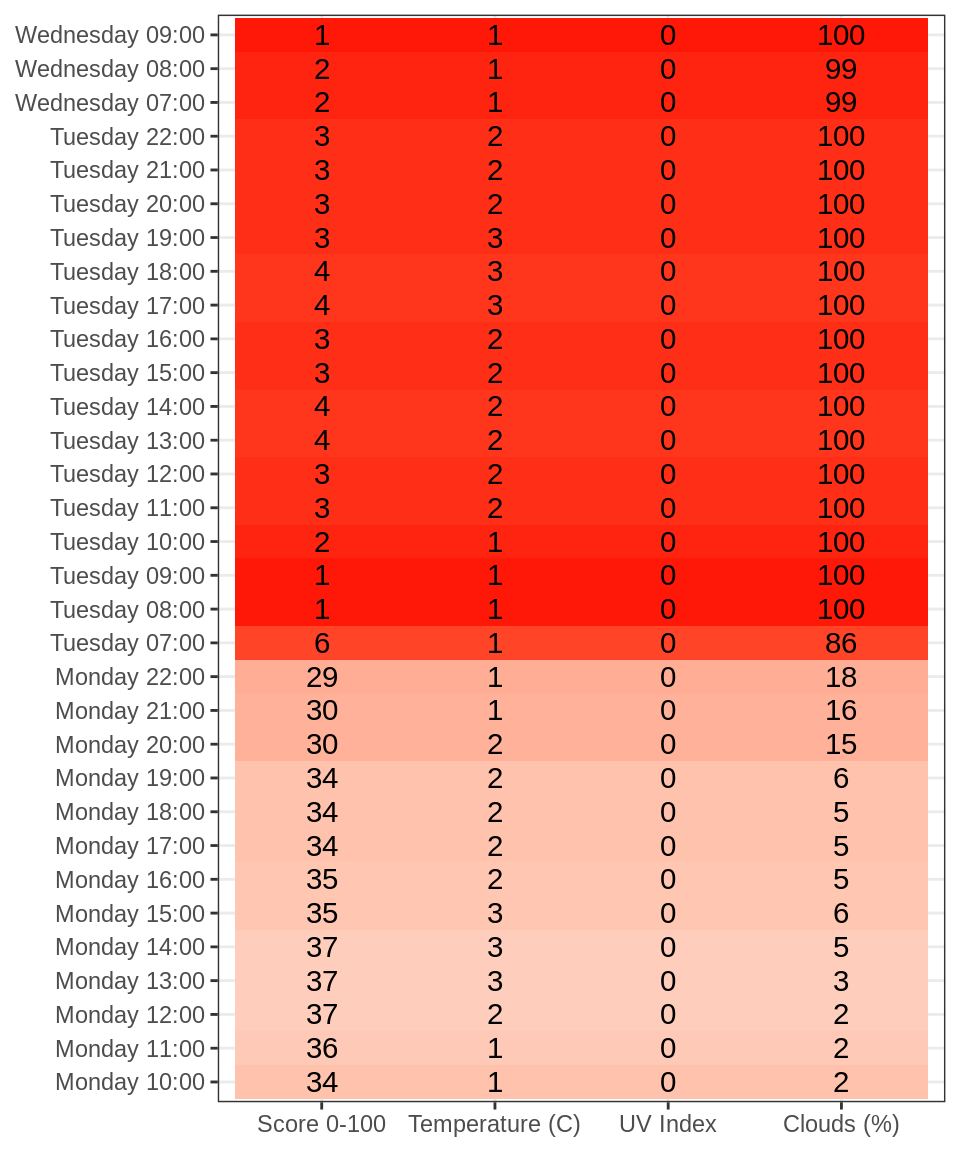 Wednesday 09:00 1 1 0 100
Wednesday 08:00 2 1 0 99
Wednesday 07:00 2 1 0 99
Tuesday 22:00 3 2 0 100
Tuesday 21:00 3 2 0 100
Tuesday 20:00 3 2 0 100
Tuesday 19:00 3 3 0 100
Tuesday 18:00 4 3 0 100
Tuesday 17:00 4 3 0 100
Tuesday 16:00 3 2 0 100
Tuesday 15:00 3 2 0 100
Tuesday 14:00 4 2 0 100
Tuesday 13:00 4 2 0 100
Tuesday 12:00 3 2 0 100
Tuesday 11:00 3 2 0 100
Tuesday 10:00 2 1 0 100
Tuesday 09:00 1 1 0 100
Tuesday 08:00 1 1 0 100
Tuesday 07:00 6 1 0 86
Monday 22:00 29 1 0 18
Monday 21:00 30 1 0 16
Monday 20:00 30 2 0 15
Monday 19:00 34 2 0 6
Monday 18:00 34 2 0 5
Monday 17:00 34 2 0 5
Monday 16:00 35 2 0 5
Monday 15:00 35 3 0 6
Monday 14:00 37 3 0 5
Monday 13:00 37 3 0 3
Monday 12:00 37 2 0 2
Monday 11:00 36 1 0 2
Monday 10:00 34 1 0 2
Score 0-100 Temperature (C) UV Index Clouds (%)